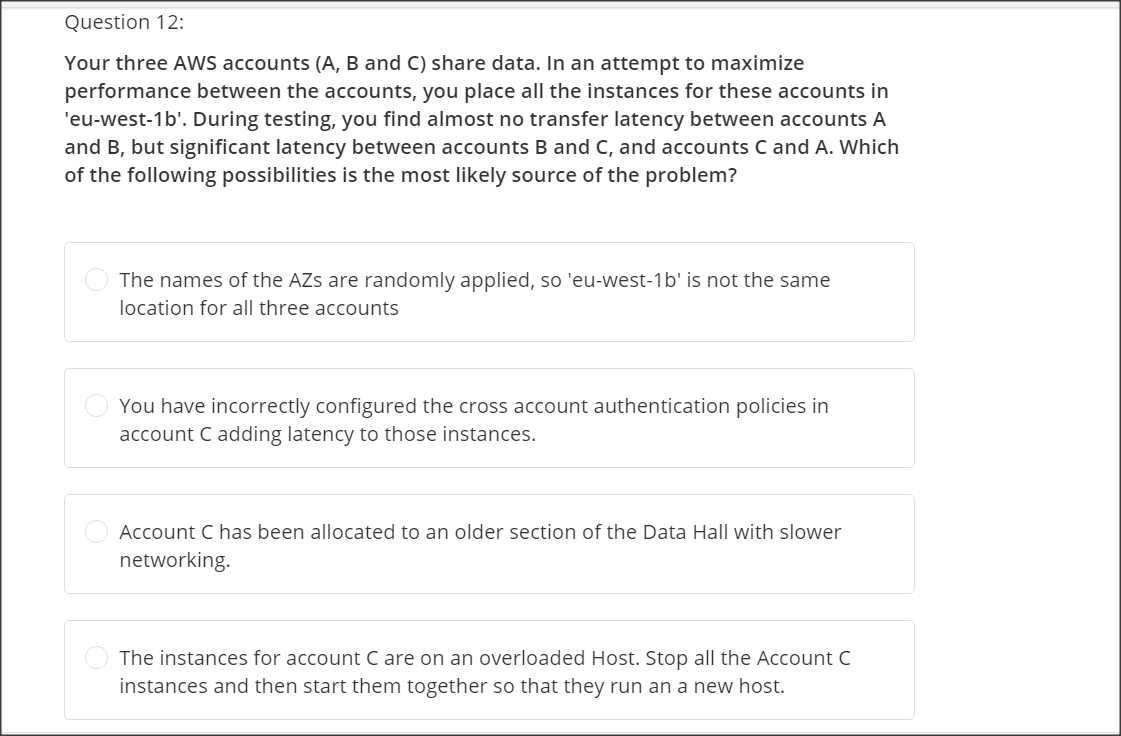 Question 12:
Your three AWS accounts (A, B and C) share data. In an attempt to maximize
performance between the accounts, you place all the instances for these accounts in
'eu-west-1b'. During testing, you find almost no transfer latency between accounts A
and B, but significant latency between accounts B and C, and accounts C and A. Which
of the following possibilities is the most likely source of the problem?
The names of the AZs are randomly applied, so 'eu-west-1b' is not the same
location for all three accounts
You have incorrectly configured the cross account authentication policies in
account C adding latency to those instances.
Account C has been allocated to an older section of the Data Hall with slower
networking.
The instances for account C are on an overloaded Host. Stop all the Account C
instances and then start them together so that they run an a new host.